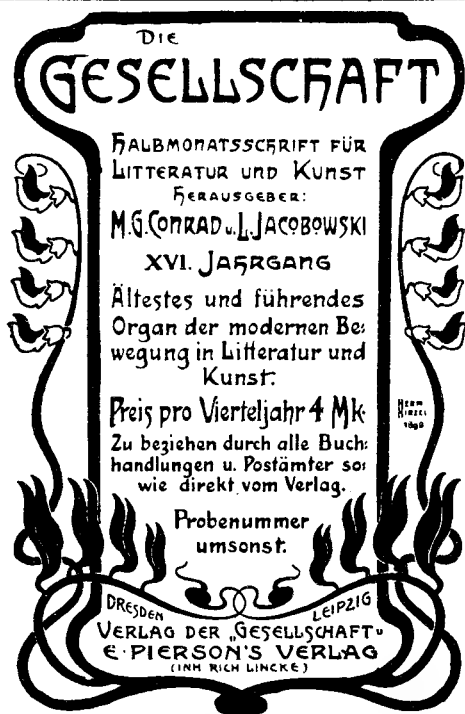 DIE
GESELLSCHAFT
HALBMONATSSCHRIFT FÜR
LITTERATUR UND KUNST
HERAUSGEBER:
M.G. CONRAD u. L. JACOBOWSKI
XVI. JAHRGANG
Ältestes und führendes
Organ der modernen Be=
wegung in Litteratur und
Kunst.
Preis pro Vierteljahr 4 Mk.
Zu beziehen durch alle Buch=
handlungen u. Postämter so=
wie direkt vom Verlag.
HERM
HIRZEL
Probenummer
umsonst.
DRESDEN LEIPZIG
VERLAG DER „GESELLSCHAFT"
E. PIERSON'S VERLAG
(INH RICH LINCKE)